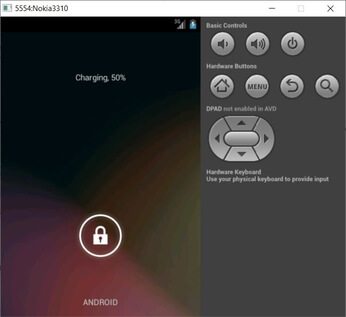 5554:Nokia3310
3G
Charging, 50%
ANDROID
Basic Controls
Hardware Buttons
MENU
DPAD not enabled in AVD
Hardware Keyboard
Use your physical keyboard to provide input